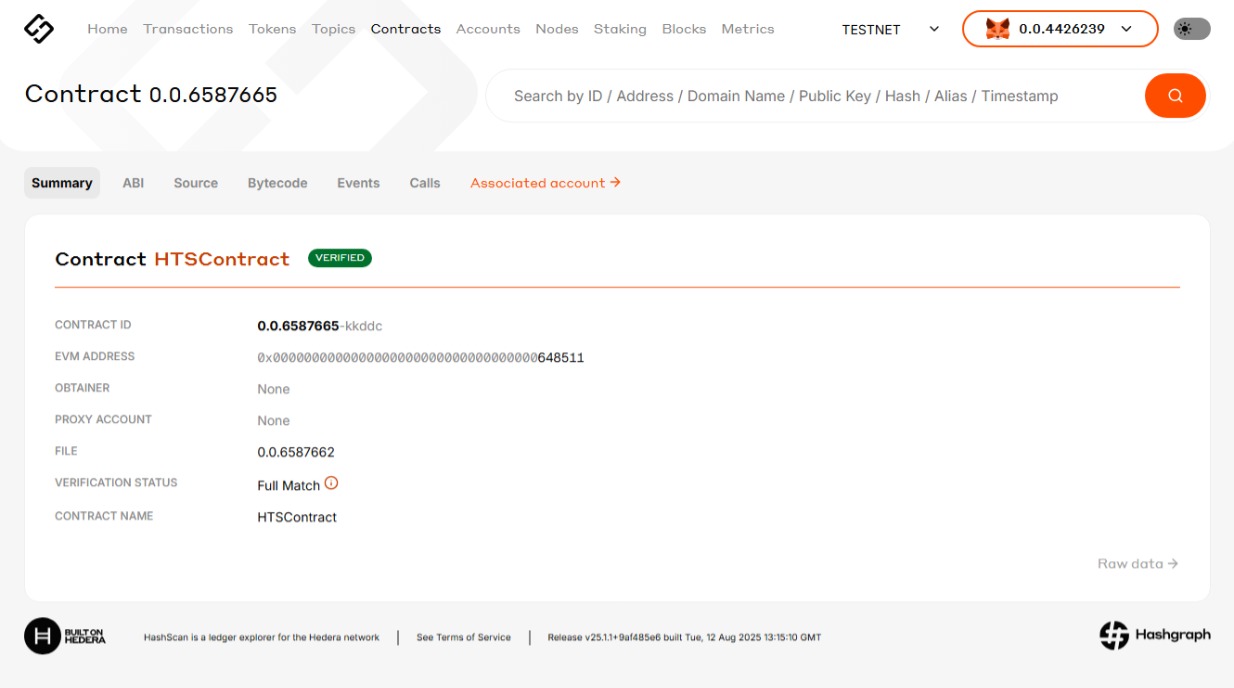 Home Transactions Tokens Topics Contracts Accounts Nodes Staking Blocks Metrics TESTNET 0.0.4426239
Contract 0.0.6587665
Search by ID / Address / Domain Name / Public Key / Hash / Alias / Timestamp
Summary ABI Source Bytecode Events Calls Associated account →
Contract HTSContract VERIFIED
CONTRACT ID 0.0.6587665-kkddc
EVM ADDRESS 0x0000000000000000000000000000000000648511
OBTAINER None
PROXY ACCOUNT None
FILE 0.0.6587662
VERIFICATION STATUS Full Match
CONTRACT NAME HTSContract
Raw data →
BUILT ON
HEDERA
HashScan is a ledger explorer for the Hedera network | See Terms of Service | Release v25.1.1+9af485e6 built Tue, 12 Aug 2025 13:15:10 GMT
Hashgraph